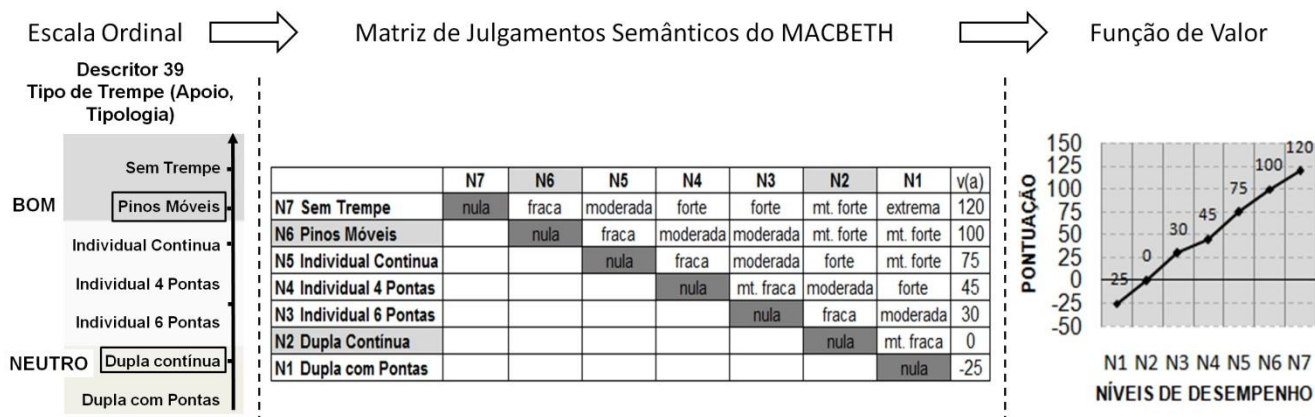 Escala Ordinal
Matriz de Julgamentos Semânticos do MACBETH
Função de Valor
Descritor 39
Tipo de Trempe (Apoio,
Tipologia)
Sem Trempe
BOM Pinos Móveis
Individual Continua
Individual 4 Pontas
Individual 6 Pontas
NEUTRO Dupla contínua
Dupla com Pontas
N7 N6 N5 N4 N3 N2 N1 v(a)
N7 Sem Trempe nula fraca moderada forte forte mt. forte extrema 120
N6 Pinos Móveis nula fraca moderada moderada mt. forte mt. forte 100
N5 Individual Continua nula fraca moderada forte mt. forte 75
N4 Individual 4 Pontas nula mt. fraca moderada forte 45
N3 Individual 6 Pontas nula fraca moderada 30
N2 Dupla Contínua nula mt. fraca 0
N1 Dupla com Pontas nula -25
PONTUAÇÃO
150
125
100
75
50
25
0
-25
-50
25
0
30
45
75
100
120
N1 N2 N3 N4 N5 N6 N7
NÍVEIS DE DESEMPENHO